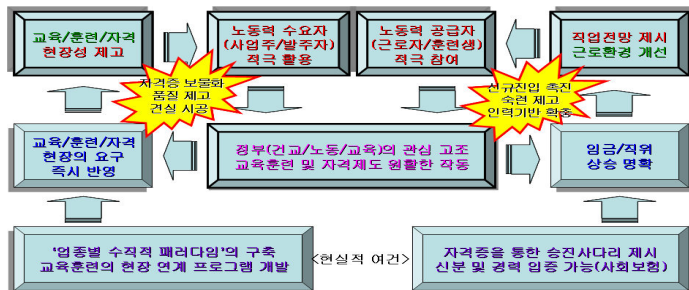 교육/훈련/자격
현장성 제고
노동력 수요자
(사업주/발주자)
적극 활용
노동력 공급자
(근로자/훈련생)
적극 참여
직업전망 제시
근로환경 개선
자격증 보물화
품질 제고
견실 시공
신규진입 촉진
숙련 제고
인력기반 확충
교육/훈련/자격
현장의 요구
즉시 반영
정부(건교/노동/교육)의 관심 고조
교육훈련 및 자격제도 원활한 작동
임금/직위
상승 명확
‘업종별 수직적 패러다임’의 구축
교육훈련의 현장 연계 프로그램 개발
<현실적 여건>
자격증을 통한 승진사다리 제시
신분 및 경력 입증 가능(사회보험)